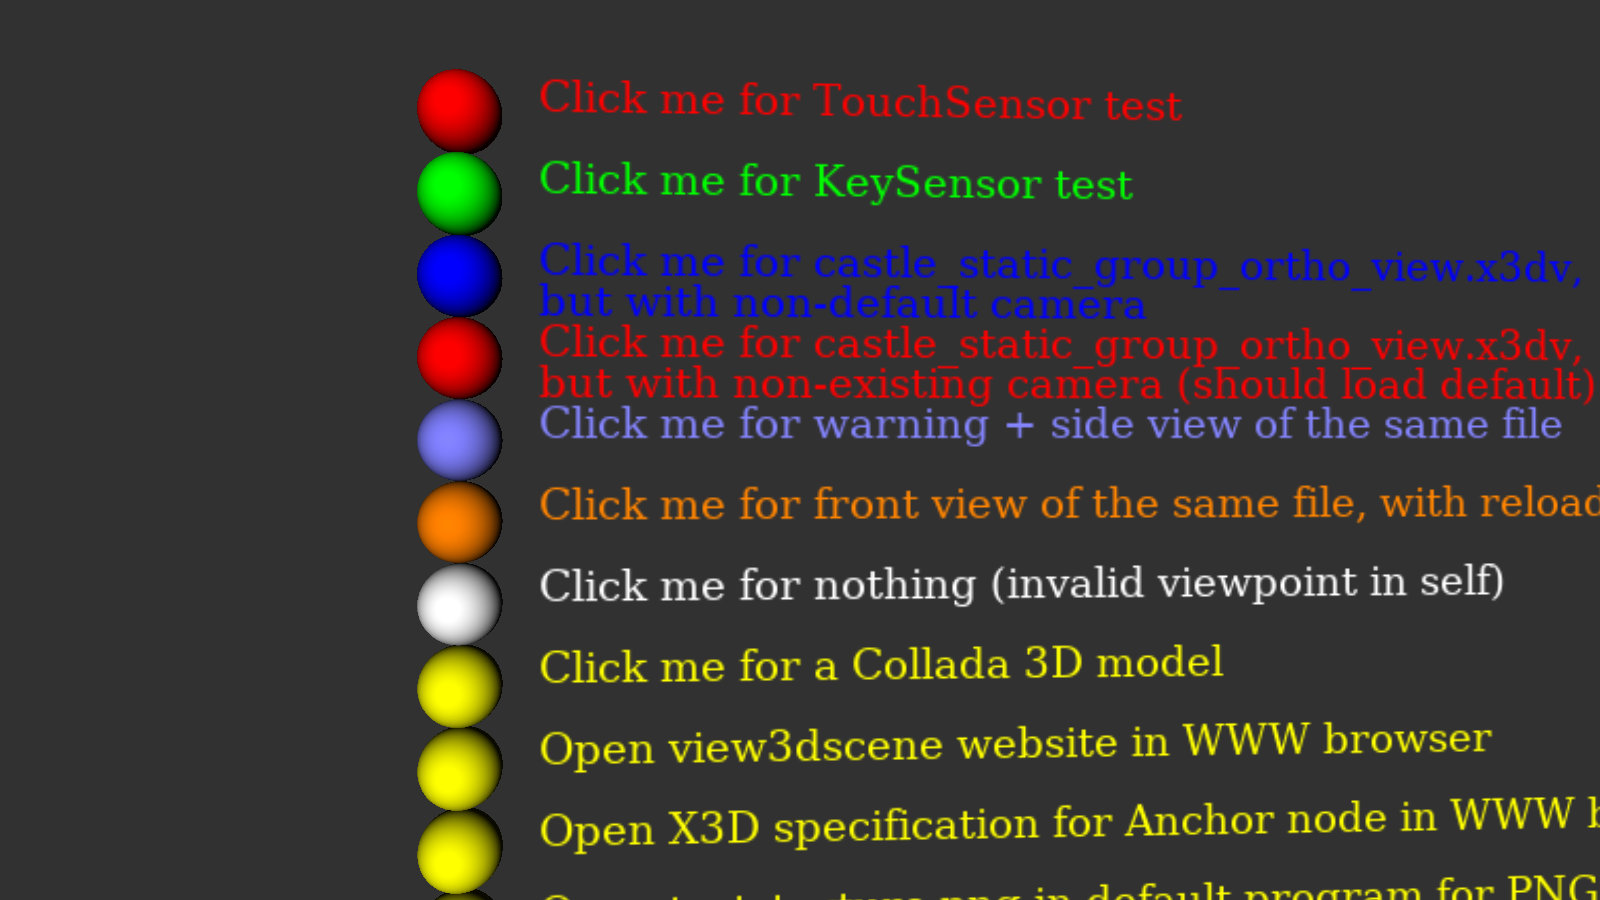 Click me for TouchSensor test
Click me for KeySensor test
Click me for castle_static_group_ortho_view.x3dv,
but with non-default camera
Click me for castle_static_group_ortho_view.x3dv,
but with non-existing camera (should load default)
Click me for warning + side view of the same file
Click me for front view of the same file, with reload
Click me for nothing (invalid viewpoint in self)
Click me for a Collada 3D model
Open view3dscene website in WWW browser
Open X3D specification for Anchor node in WWW
in default program for PNG